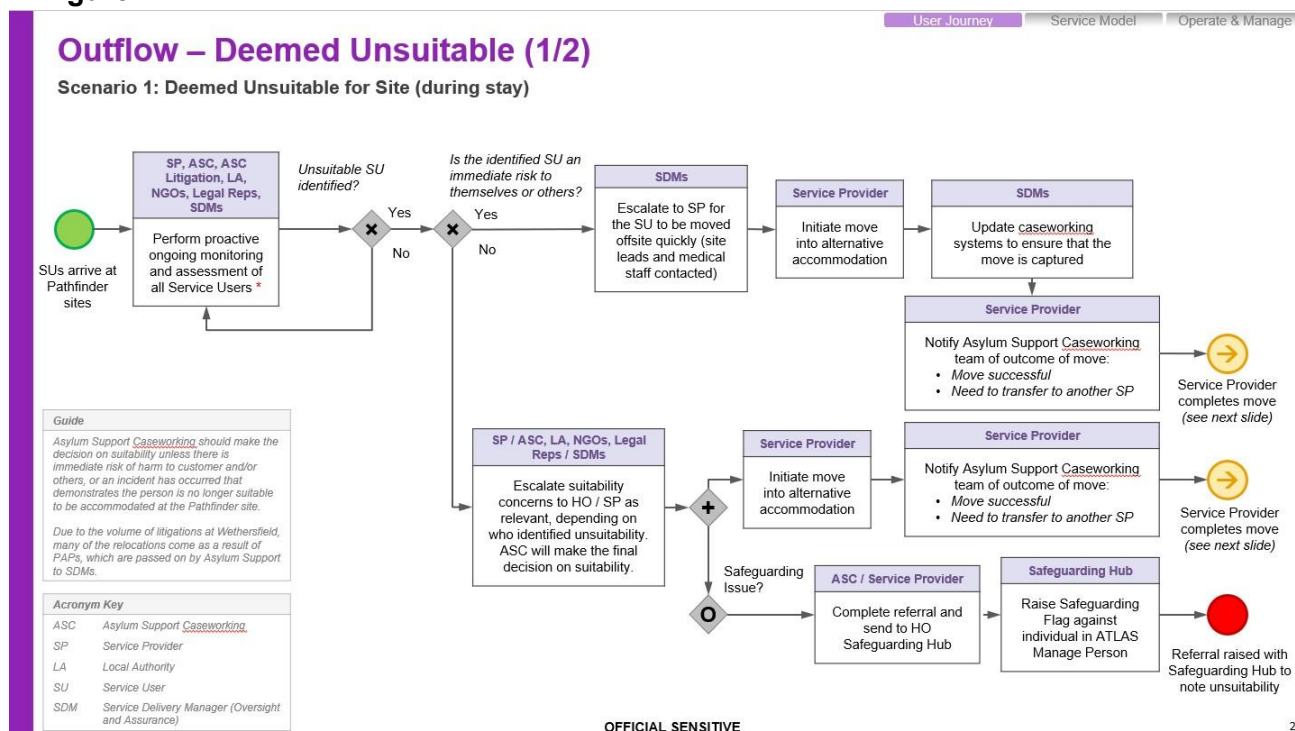 User Journey
Service Model
Operate & Manage
Outflow – Deemed Unsuitable (1/2)
Scenario 1: Deemed Unsuitable for Site (during stay)
SUs arrive at
Pathfinder
sites
SP, ASC, ASC
Litigation, LA,
NGOs, Legal Reps,
SDMs
Perform proactive
ongoing monitoring
and assessment of
all Service Users *
Unsuitable SU
identified?
Yes
No
Is the identified SU an
immediate risk to
themselves or others?
Yes
No
SDMs
Escalate to SP for
the SU to be moved
offsite quickly (site
leads and medical
staff contacted)
Service Provider
Initiate move
into alternative
accommodation
SDMs
Update caseworking
systems to ensure that the
move is captured
Service Provider
Notify Asylum Support Caseworking
team of outcome of move:
• Move successful
• Need to transfer to another SP
Service Provider
completes move
(see next slide)
SP / ASC, LA, NGOs, Legal
Reps / SDMs
Escalate suitability
concerns to HO / SP as
relevant, depending on
who identified unsuitability.
ASC will make the final
decision on suitability.
Service Provider
Initiate move
into alternative
accommodation
Service Provider
Notify Asylum Support Caseworking
team of outcome of move:
• Move successful
• Need to transfer to another SP
Service Provider
completes move
(see next slide)
Safeguarding
Issue?
O
ASC / Service Provider
Complete referral and
send to HO
Safeguarding Hub
Safeguarding Hub
Raise Safeguarding
Flag against
individual in ATLAS
Manage Person
Referral raised with
Safeguarding Hub to
note unsuitability
Guide
Asylum Support Caseworking should make the
decision on suitability unless there is
immediate risk of harm to customer and/or
others, or an incident has occurred that
demonstrates the person is no longer suitable
to be accommodated at the Pathfinder site.
Due to the volume of litigations at Wethersfield,
many of the relocations come as a result of
PAPs, which are passed on by Asylum Support
to SDMs.
Acronym Key
ASC Asylum Support Caseworking
SP Service Provider
LA Local Authority
SU Service User
SDM Service Delivery Manager (Oversight
and Assurance)
OFFICIAL SENSITIVE
2